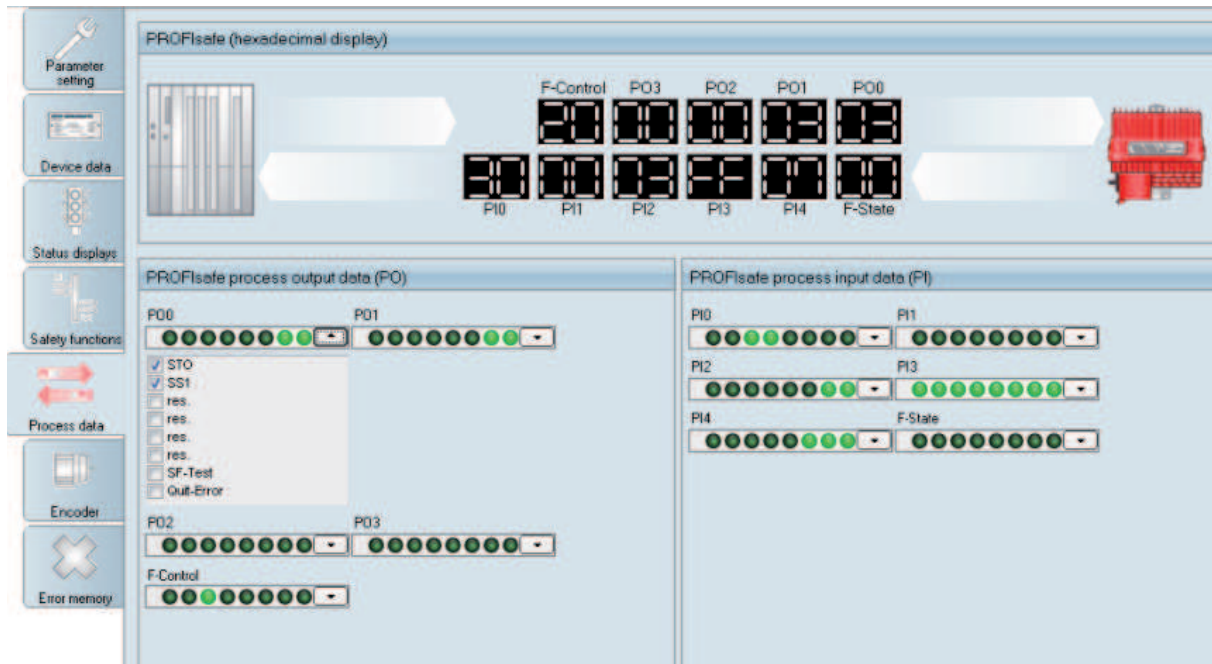 Parameter
setting
Device data
Status displays
Safety functions
Process data
Encoder
Error memory
PROFIsafe (hexadecimal display)
F-Control PO3 PO2 PO1 PO0
20 00 00 03 03
30 00 03 FF 07 00
PI0 PI1 PI2 PI3 PI4 F-State
PROFIsafe process output data (PO)
PO0 PO1
STO
SS1
res.
res.
res.
res.
SF-Test
Quit-Error
PO2 PO3
F-Control
PROFIsafe process input data (PI)
PI0 PI1
PI2 PI3
PI4 F-State